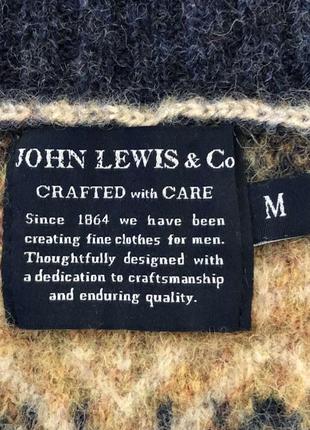 JOHN LEWIS & Co
CRAFTED with CARE
Since 1864 we have been
creating fine clothes for men.
Thoughtfully designed with
a dedication to craftsmanship
and enduring quality.
M